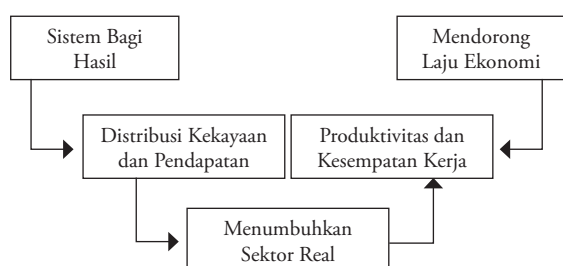 Sistem Bagi
Hasil
Mendorong
Laju Ekonomi
Distribusi Kekayaan
dan Pendapatan
Produktivitas dan
Kesempatan Kerja
Menumbuhkan
Sektor Real